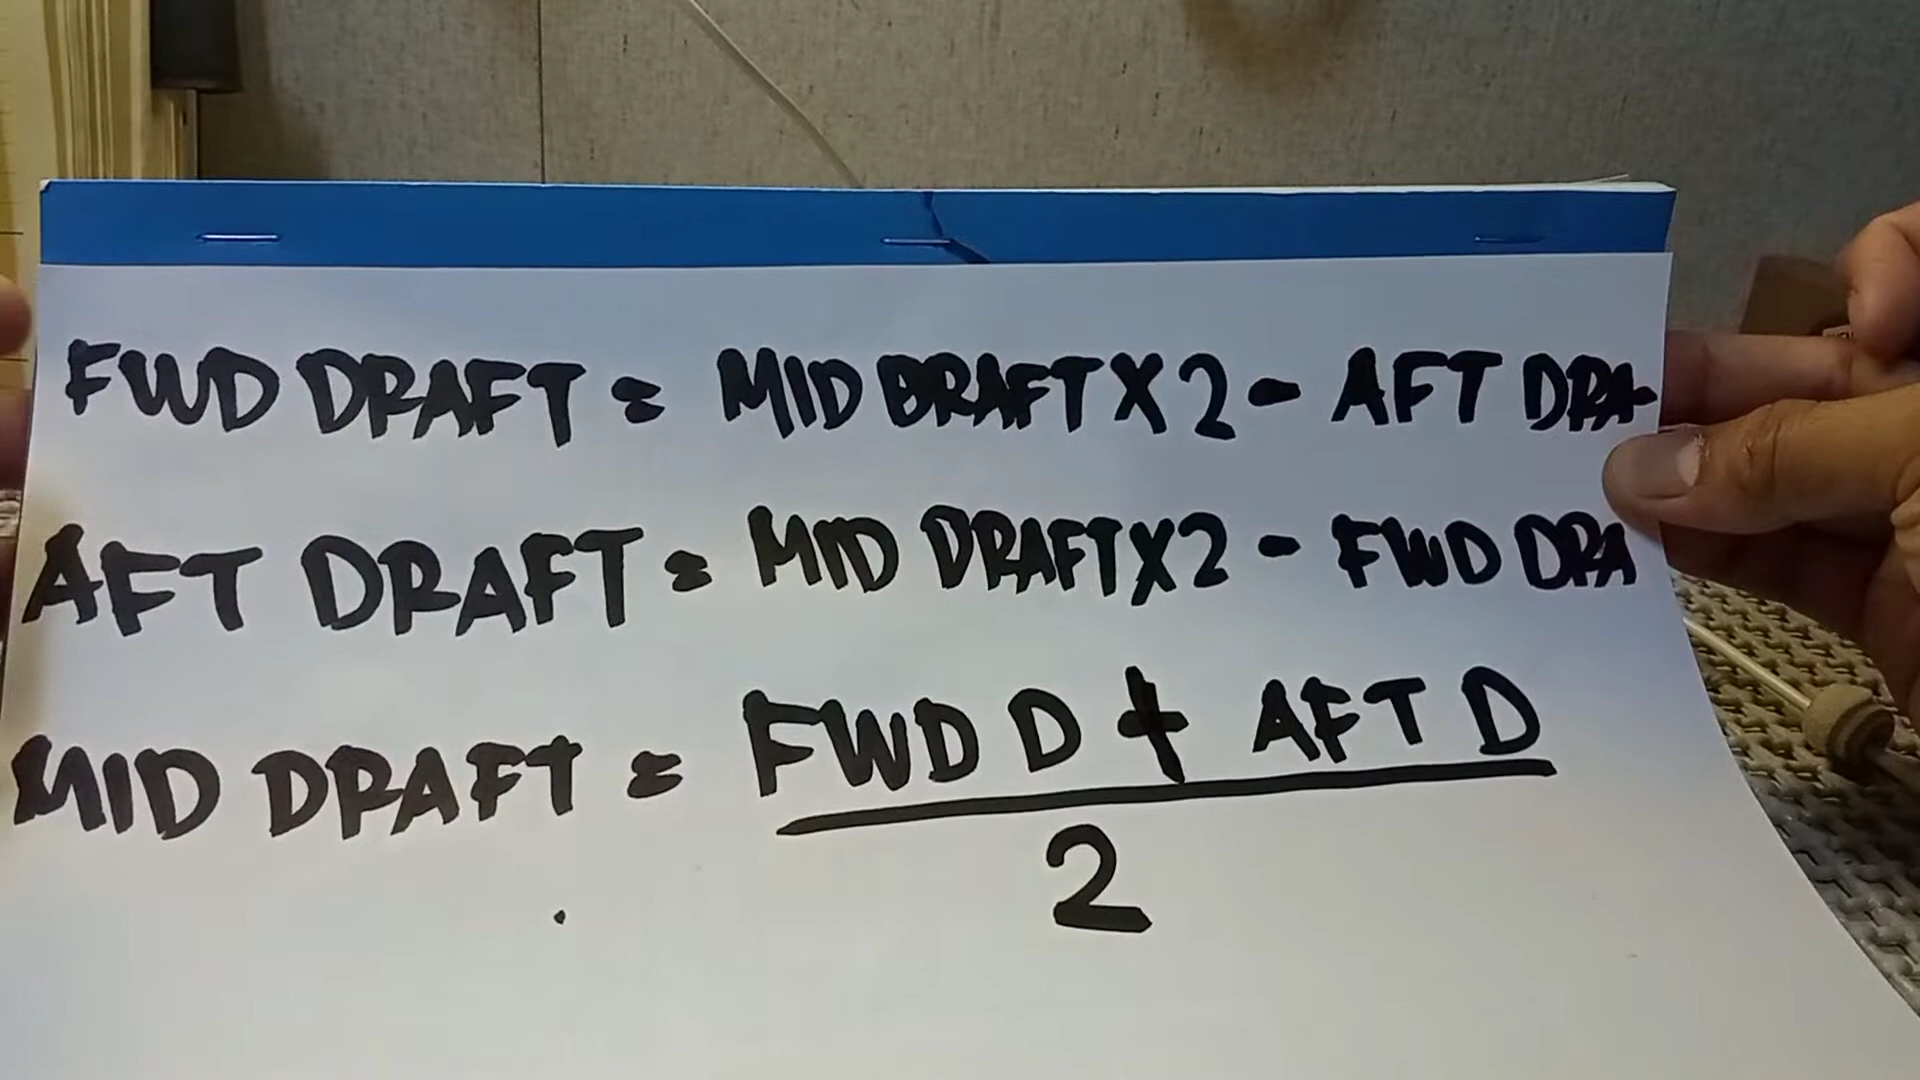 FWD DRAFT = MID DRAFT X 2 - AFT DRA
AFT DRAFT = MID DRAFT X 2 - FWD DRA
MID DRAFT = FWD D + AFT D
2